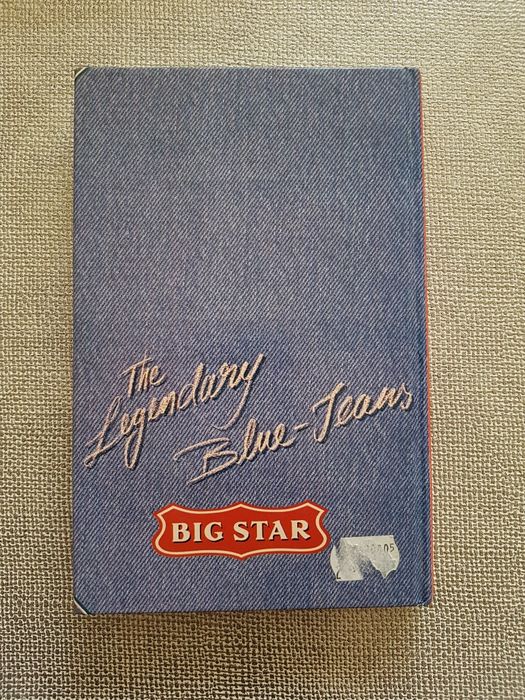 The
Legendary
Blue-Jeans
BIG STAR